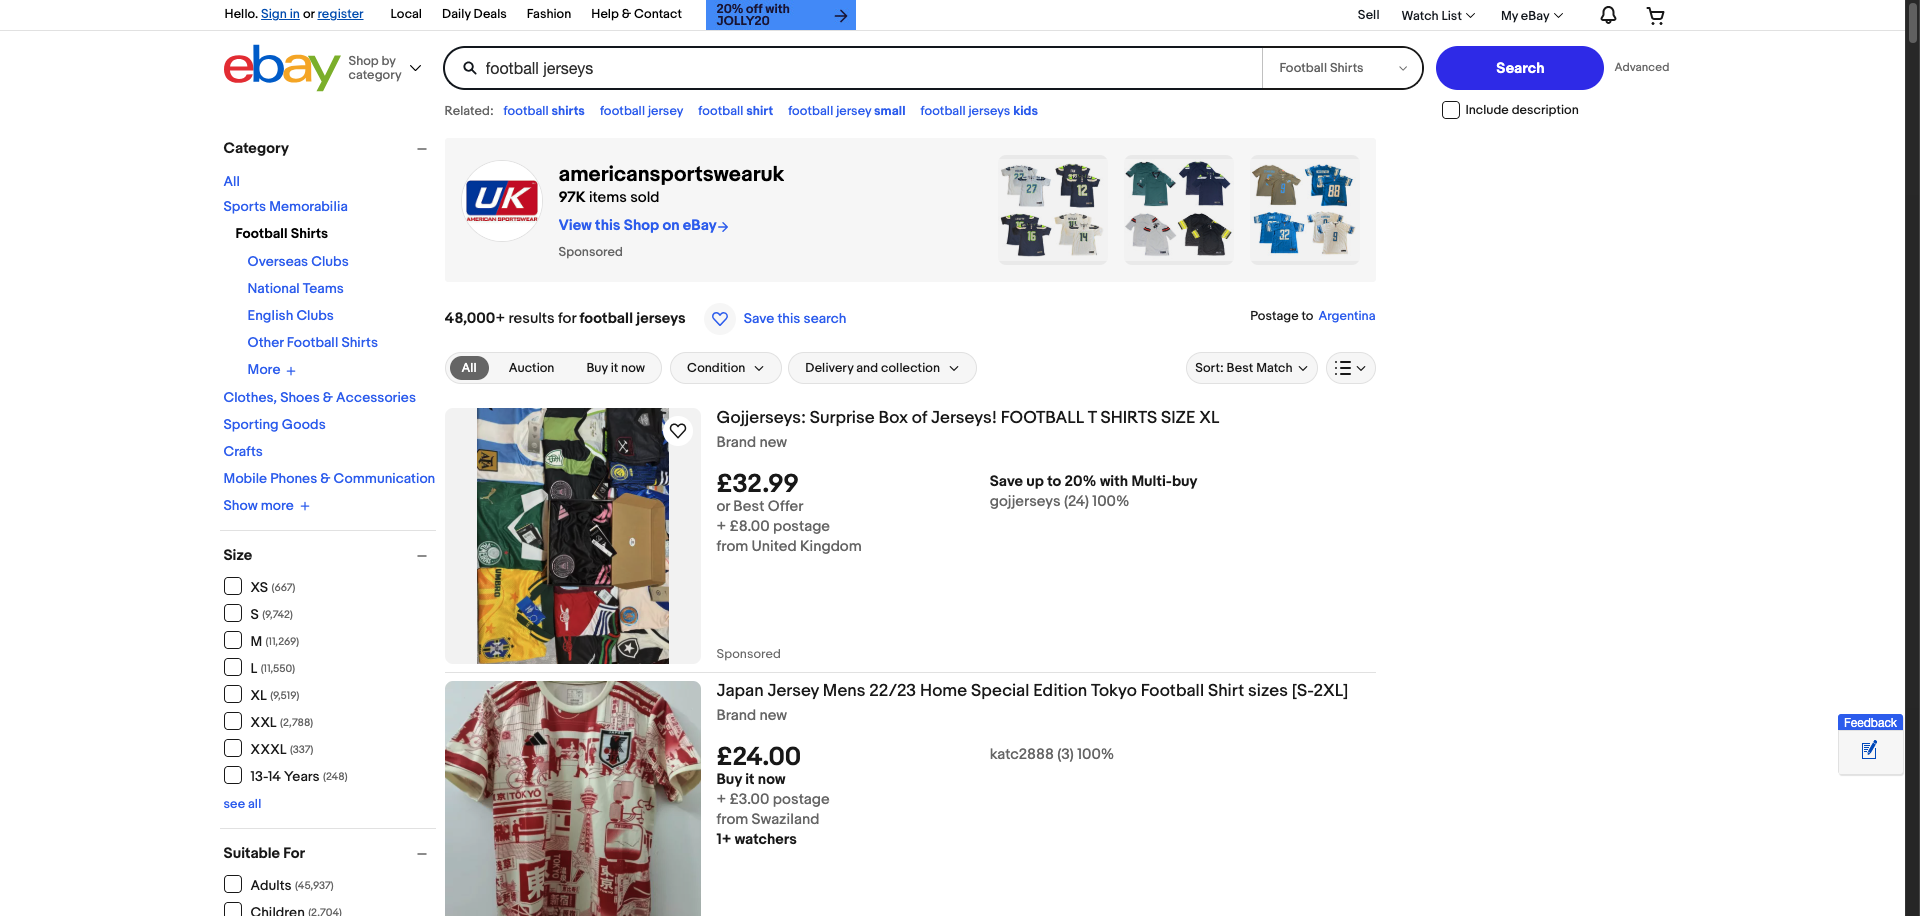 Hello. Sign in or register
Local
Daily Deals
Fashion
Help & Contact
20% off with
JOLLY20
Sell
Watch List
My eBay
ebay
Shop by
category
football jerseys
Football Shirts
Search
Advanced
Related:
football shirts
football jersey
football shirt
football jersey small
football jerseys kids
Include description
Category
All
Sports Memorabilia
Football Shirts
Overseas Clubs
National Teams
English Clubs
Other Football Shirts
More
Clothes, Shoes & Accessories
Sporting Goods
Crafts
Mobile Phones & Communication
Show more
Size
XS (667)
S (9,742)
M (11,269)
L (11,550)
XL (9,519)
XXL (2,788)
XXXL (337)
13-14 Years (248)
see all
Suitable For
Adults (45,937)
Children (2,704)
UK
AMERICAN SPORTSWEAR
americansportswearuk
97K items sold
View this Shop on eBay
Sponsored
27
12
16
14
88
32
9
48,000+ results for football jerseys
Save this search
Postage to Argentina
All
Auction
Buy it now
Condition
Delivery and collection
Sort: Best Match
Gojjerseys: Surprise Box of Jerseys! FOOTBALL T SHIRTS SIZE XL
Brand new
£32.99
or Best Offer
+ £8.00 postage
from United Kingdom
Save up to 20% with Multi-buy
gojjerseys (24) 100%
Sponsored
Japan Jersey Mens 22/23 Home Special Edition Tokyo Football Shirt sizes [S-2XL]
Brand new
£24.00
Buy it now
+ £3.00 postage
from Swaziland
1+ watchers
katc2888 (3) 100%
TOKYO
東京
Feedback